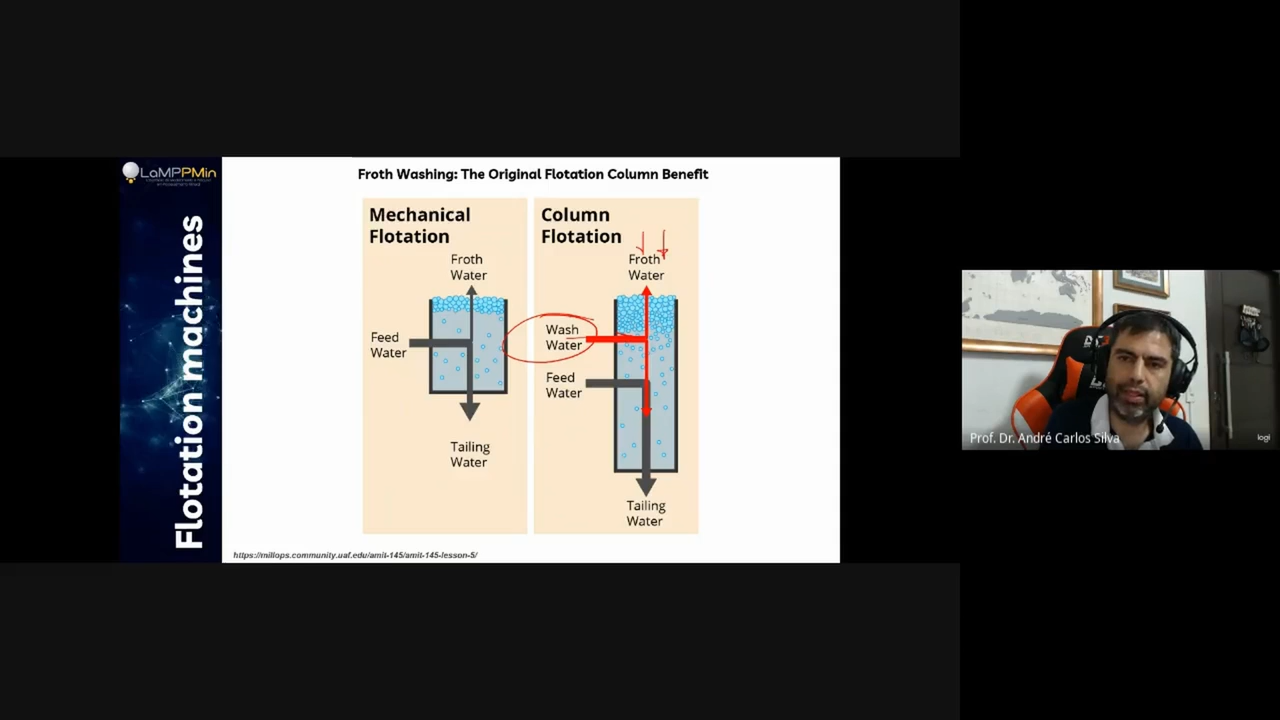 LaMPPMin
Flotation machines
Froth Washing: The Original Flotation Column Benefit
Mechanical
Flotation
Froth
Water
Feed
Water
Tailing
Water
Column
Flotation
Froth
Water
Wash
Water
Feed
Water
Tailing
Water
https://millops.community.uaf.edu/amit-145/amit-145-lesson-5/
Prof. Dr. André Carlos Silva
logi